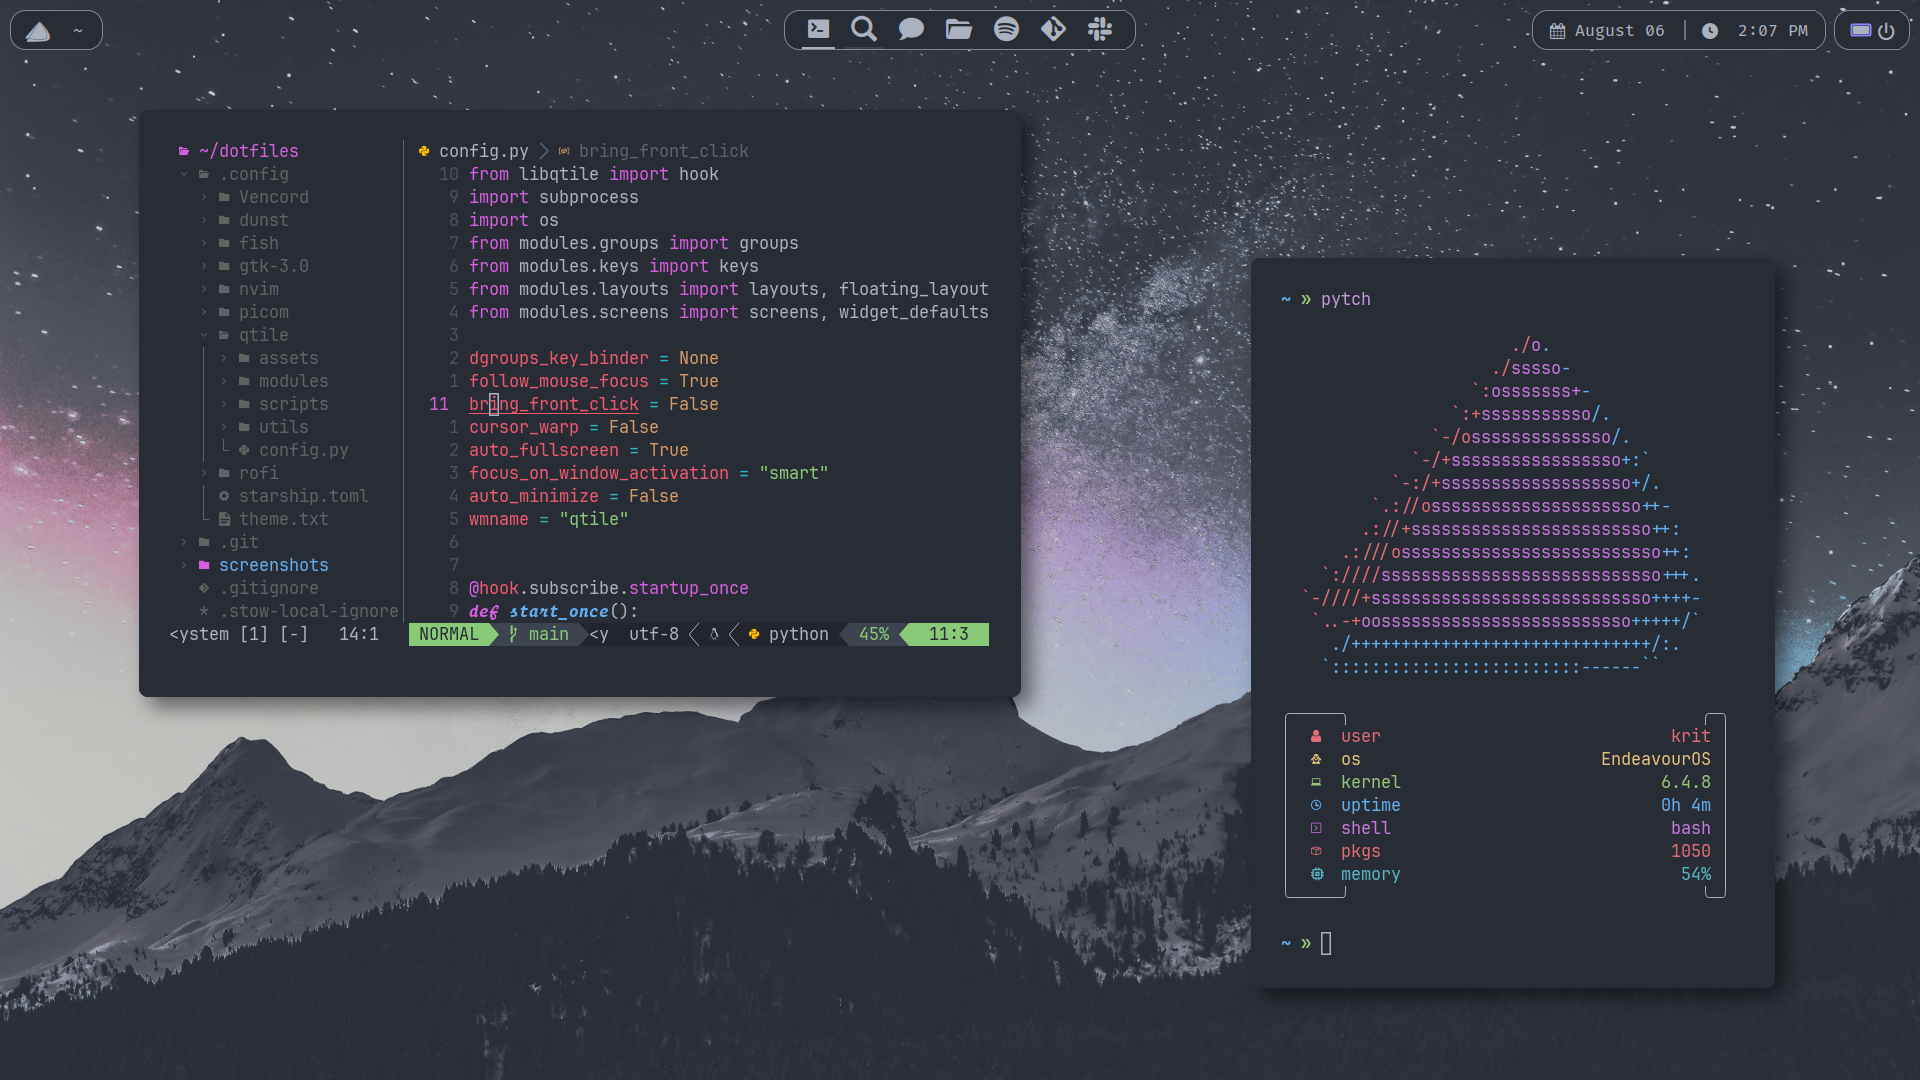 ~
August 06
2:07 PM
~/dotfiles
.config
Vencord
dunst
fish
gtk-3.0
nvim
picom
qtile
assets
modules
scripts
utils
config.py
rofi
starship.toml
theme.txt
.git
screenshots
.gitignore
.stow-local-ignore
<ystem [1] [-] 14:1
config.py > bring_front_click
10 from libqtile import hook
9 import subprocess
8 import os
7 from modules.groups import groups
6 from modules.keys import keys
5 from modules.layouts import layouts, floating_layout
4 from modules.screens import screens, widget_defaults
3
2 dgroups_key_binder = None
1 follow_mouse_focus = True
11 bring_front_click = False
1 cursor_warp = False
2 auto_fullscreen = True
3 focus_on_window_activation = "smart"
4 auto_minimize = False
5 wmname = "qtile"
6
7
8 @hook.subscribe.startup_once
9 def start_once():
NORMAL main <y utf-8 python 45% 11:3
~ » pytch
./o.
./sssso-
`:osssssss+-
`:+sssssssssso/.
`-/ossssssssssssso/.
`-/+sssssssssssssssso+:`
`-:/+sssssssssssssssssso+/.
`.://osssssssssssssssssssso++-
.://+ssssssssssssssssssssssso++:
.:///ossssssssssssssssssssssssso++:
`:////ssssssssssssssssssssssssssso+++.
`-////+ssssssssssssssssssssssssssso++++-
`..-+oosssssssssssssssssssssssso+++++/`
./++++++++++++++++++++++++++++++/:.
`:::::::::::::::::::::::::------``
user krit
os EndeavourOS
kernel 6.4.8
uptime 0h 4m
shell bash
pkgs 1050
memory 54%
~ »